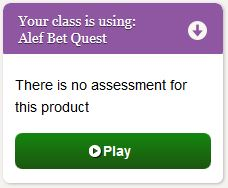 Your class is using:
Alef Bet Quest
There is no assessment for
this product
Play